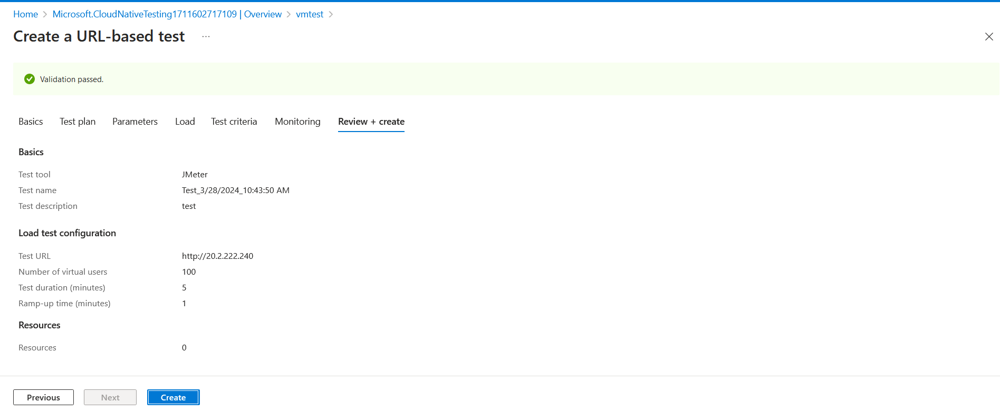 Home > Microsoft.CloudNativeTesting1711602717109 | Overview > vmtest >
Create a URL-based test ...
Validation passed.
Basics Test plan Parameters Load Test criteria Monitoring Review + create
Basics
Test tool JMeter
Test name Test_3/28/2024_10:43:50 AM
Test description test
Load test configuration
Test URL http://20.2.222.240
Number of virtual users 100
Test duration (minutes) 5
Ramp-up time (minutes) 1
Resources
Resources 0
Previous Next Create